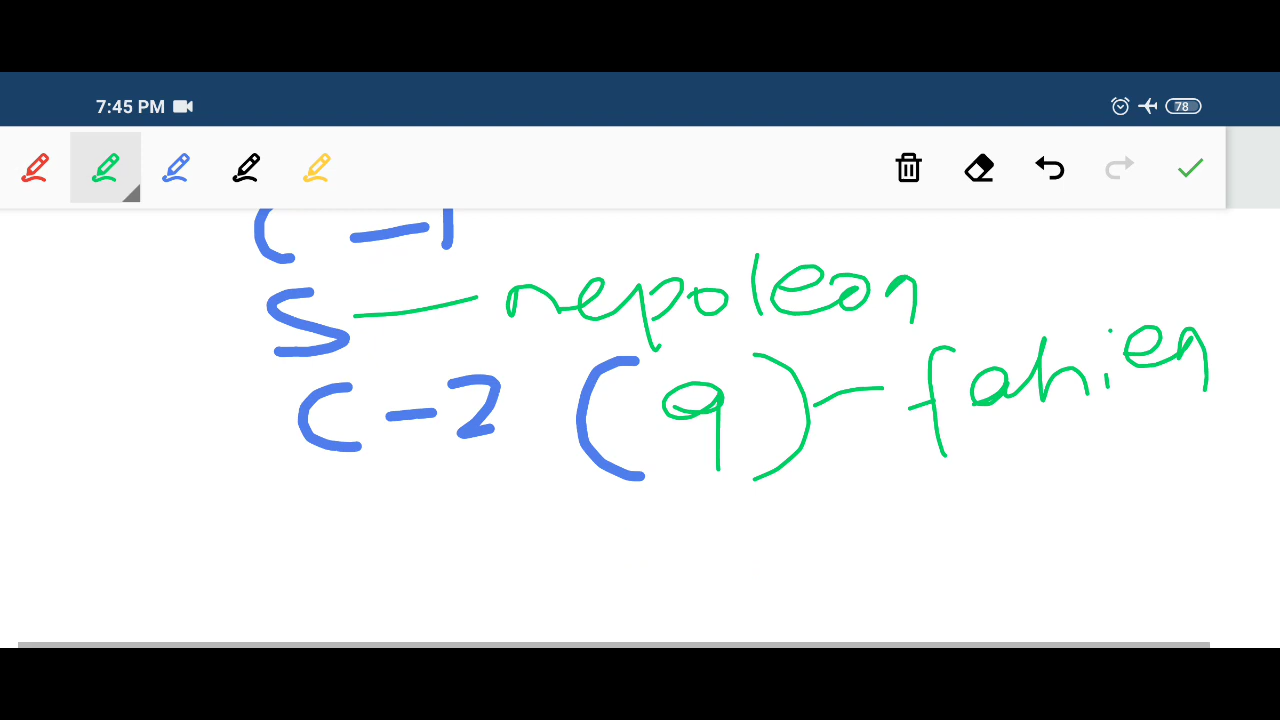 7:45 PM
78
C - 1
S — nepoleon
C - 2 (9) - fahien